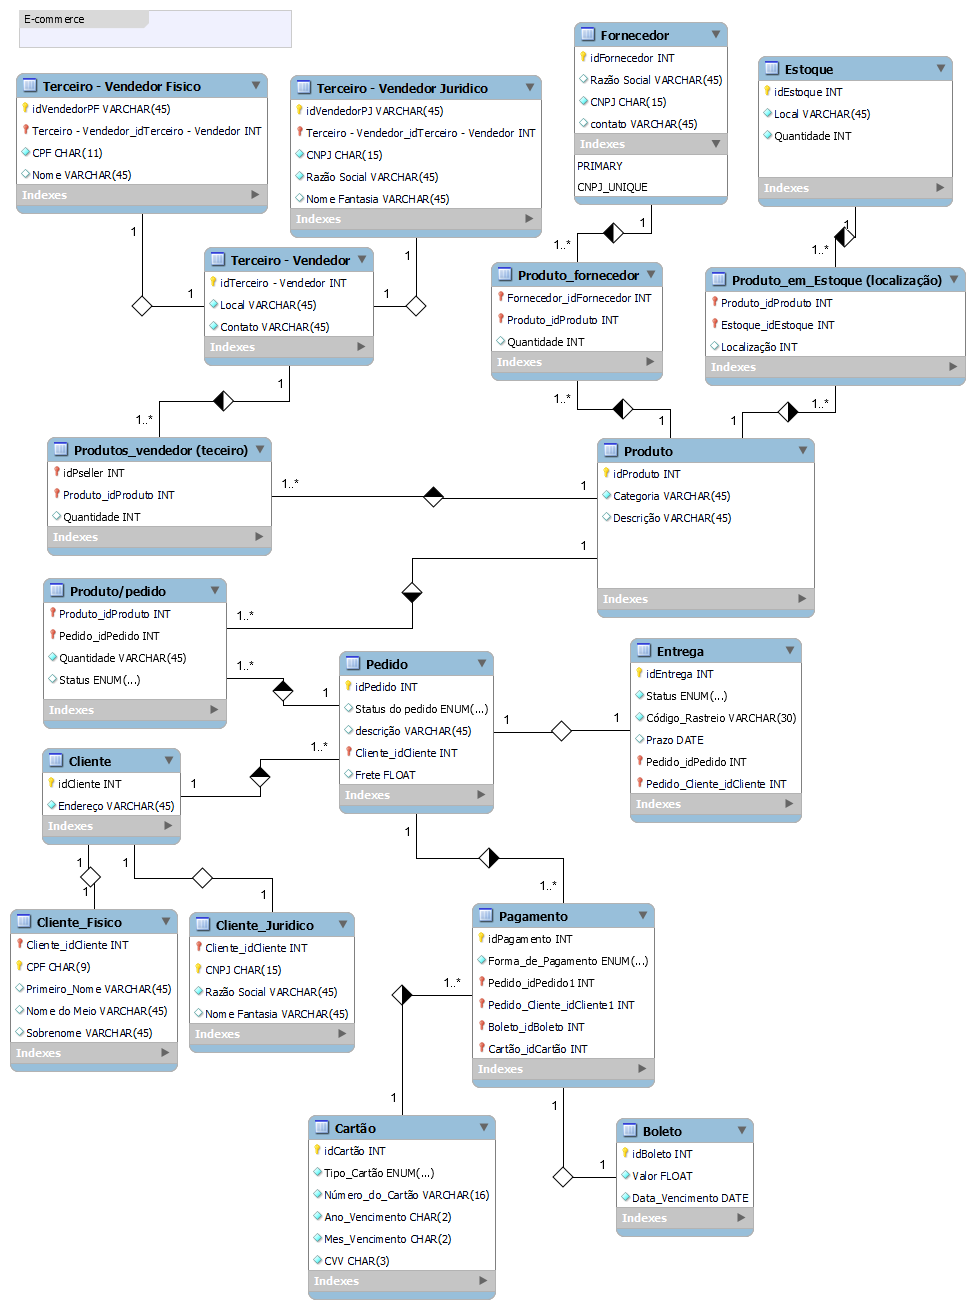 E-commerce
Fornecedor
idFornecedor INT
Razão Social VARCHAR(45)
CNPJ CHAR(15)
contato VARCHAR(45)
Indexes
PRIMARY
CNPJ_UNIQUE
Estoque
idEstoque INT
Local VARCHAR(45)
Quantidade INT
Indexes
Terceiro - Vendedor Fisico
idVendedorPF VARCHAR(45)
Terceiro - Vendedor_idTerceiro - Vendedor INT
CPF CHAR(11)
Nome VARCHAR(45)
Indexes
Terceiro - Vendedor Juridico
idVendedorPJ VARCHAR(45)
Terceiro - Vendedor_idTerceiro - Vendedor INT
CNPJ CHAR(15)
Razão Social VARCHAR(45)
Nome Fantasia VARCHAR(45)
Indexes
1
1
1
1
1
1..*
1
1..*
Terceiro - Vendedor
idTerceiro - Vendedor INT
Local VARCHAR(45)
Contato VARCHAR(45)
Indexes
Produto_fornecedor
Fornecedor_idFornecedor INT
Produto_idProduto INT
Quantidade INT
Indexes
Produto_em_Estoque (localização)
Produto_idProduto INT
Estoque_idEstoque INT
Localização INT
Indexes
1
1..*
1..*
1
1
1..*
Produtos_vendedor (teceiro)
idPseller INT
Produto_idProduto INT
Quantidade INT
Indexes
1..*
1
Produto
idProduto INT
Categoria VARCHAR(45)
Descrição VARCHAR(45)
Indexes
1
1..*
Produto/pedido
Produto_idProduto INT
Pedido_idPedido INT
Quantidade VARCHAR(45)
Status ENUM(...)
Indexes
1..*
1
Pedido
idPedido INT
Status do pedido ENUM(...)
descrição VARCHAR(45)
Cliente_idCliente INT
Frete FLOAT
Indexes
1
1
Entrega
idEntrega INT
Status ENUM(...)
Código_Rastreio VARCHAR(30)
Prazo DATE
Pedido_idPedido INT
Pedido_Cliente_idCliente INT
Indexes
Cliente
idCliente INT
Endereço VARCHAR(45)
Indexes
1
1..*
1
1
1
1
1
1..*
Cliente_Fisico
Cliente_idCliente INT
CPF CHAR(9)
Primeiro_Nome VARCHAR(45)
Nome do Meio VARCHAR(45)
Sobrenome VARCHAR(45)
Indexes
Cliente_Juridico
Cliente_idCliente INT
CNPJ CHAR(15)
Razão Social VARCHAR(45)
Nome Fantasia VARCHAR(45)
Indexes
Pagamento
idPagamento INT
Forma_de_Pagamento ENUM(...)
Pedido_idPedido1 INT
Pedido_Cliente_idCliente1 INT
Boleto_idBoleto INT
Cartão_idCartão INT
Indexes
1..*
1
1
1
Cartão
idCartão INT
Tipo_Cartão ENUM(...)
Número_do_Cartão VARCHAR(16)
Ano_Vencimento CHAR(2)
Mes_Vencimento CHAR(2)
CVV CHAR(3)
Indexes
Boleto
idBoleto INT
Valor FLOAT
Data_Vencimento DATE
Indexes